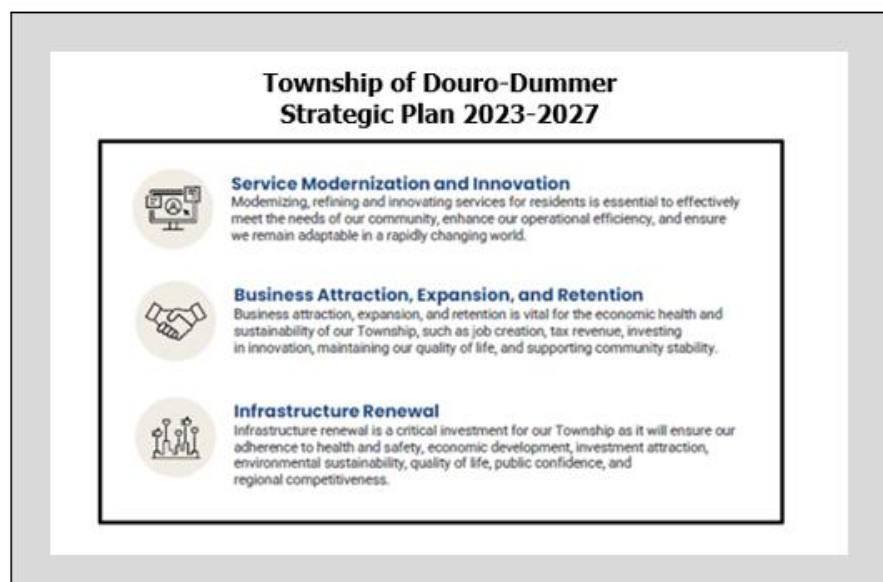 Township of Douro-Dummer
Strategic Plan 2023-2027
Service Modernization and Innovation
Modernizing, refining and innovating services for residents is essential to effectively
meet the needs of our community, enhance our operational efficiency, and ensure
we remain adaptable in a rapidly changing world.
Business Attraction, Expansion, and Retention
Business attraction, expansion, and retention is vital for the economic health and
sustainability of our Township, such as job creation, tax revenue, investing
in innovation, maintaining our quality of life, and supporting community stability.
Infrastructure Renewal
Infrastructure renewal is a critical investment for our Township as it will ensure our
adherence to health and safety, economic development, investment attraction,
environmental sustainability, quality of life, public confidence, and
regional competitiveness.